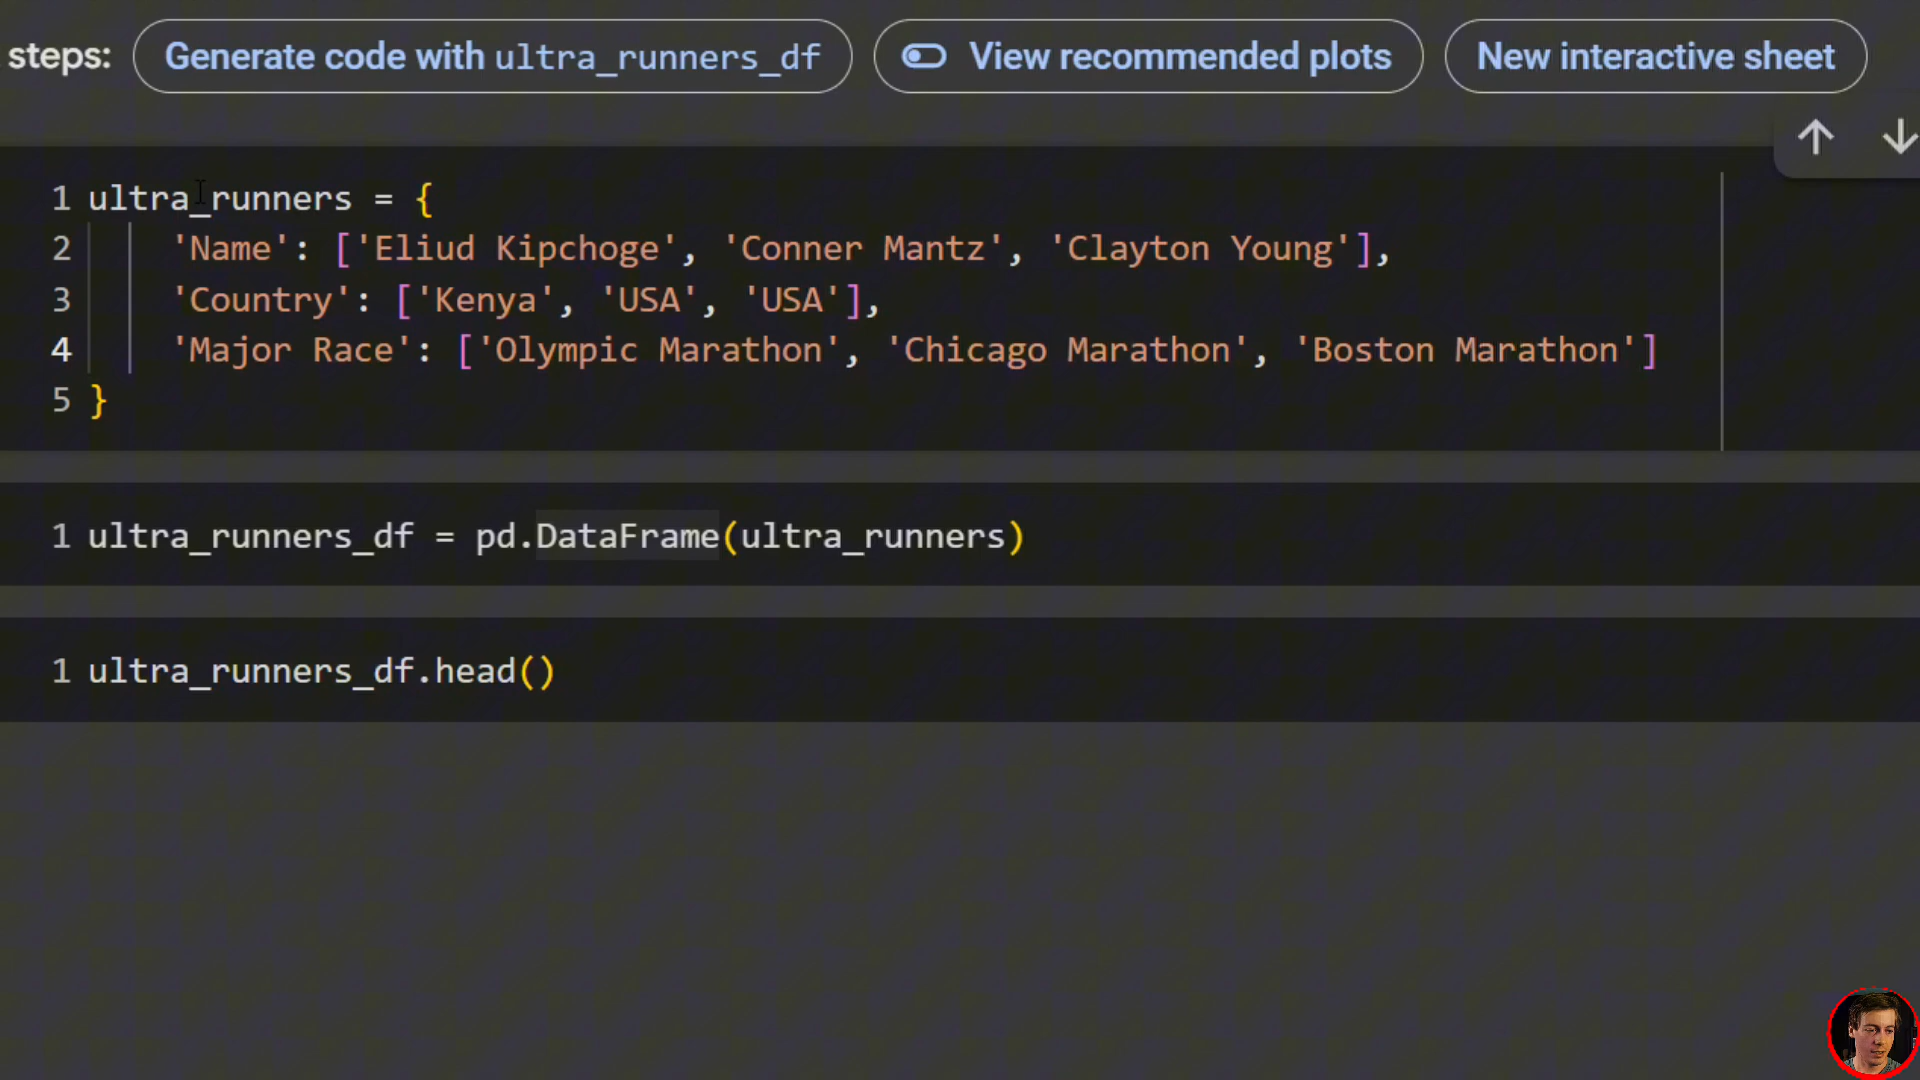 steps: Generate code with ultra_runners_df View recommended plots New interactive sheet
1 ultra_runners = {
2 'Name': ['Eliud Kipchoge', 'Conner Mantz', 'Clayton Young'],
3 'Country': ['Kenya', 'USA', 'USA'],
4 'Major Race': ['Olympic Marathon', 'Chicago Marathon', 'Boston Marathon']
5 }
1 ultra_runners_df = pd.DataFrame(ultra_runners)
1 ultra_runners_df.head()